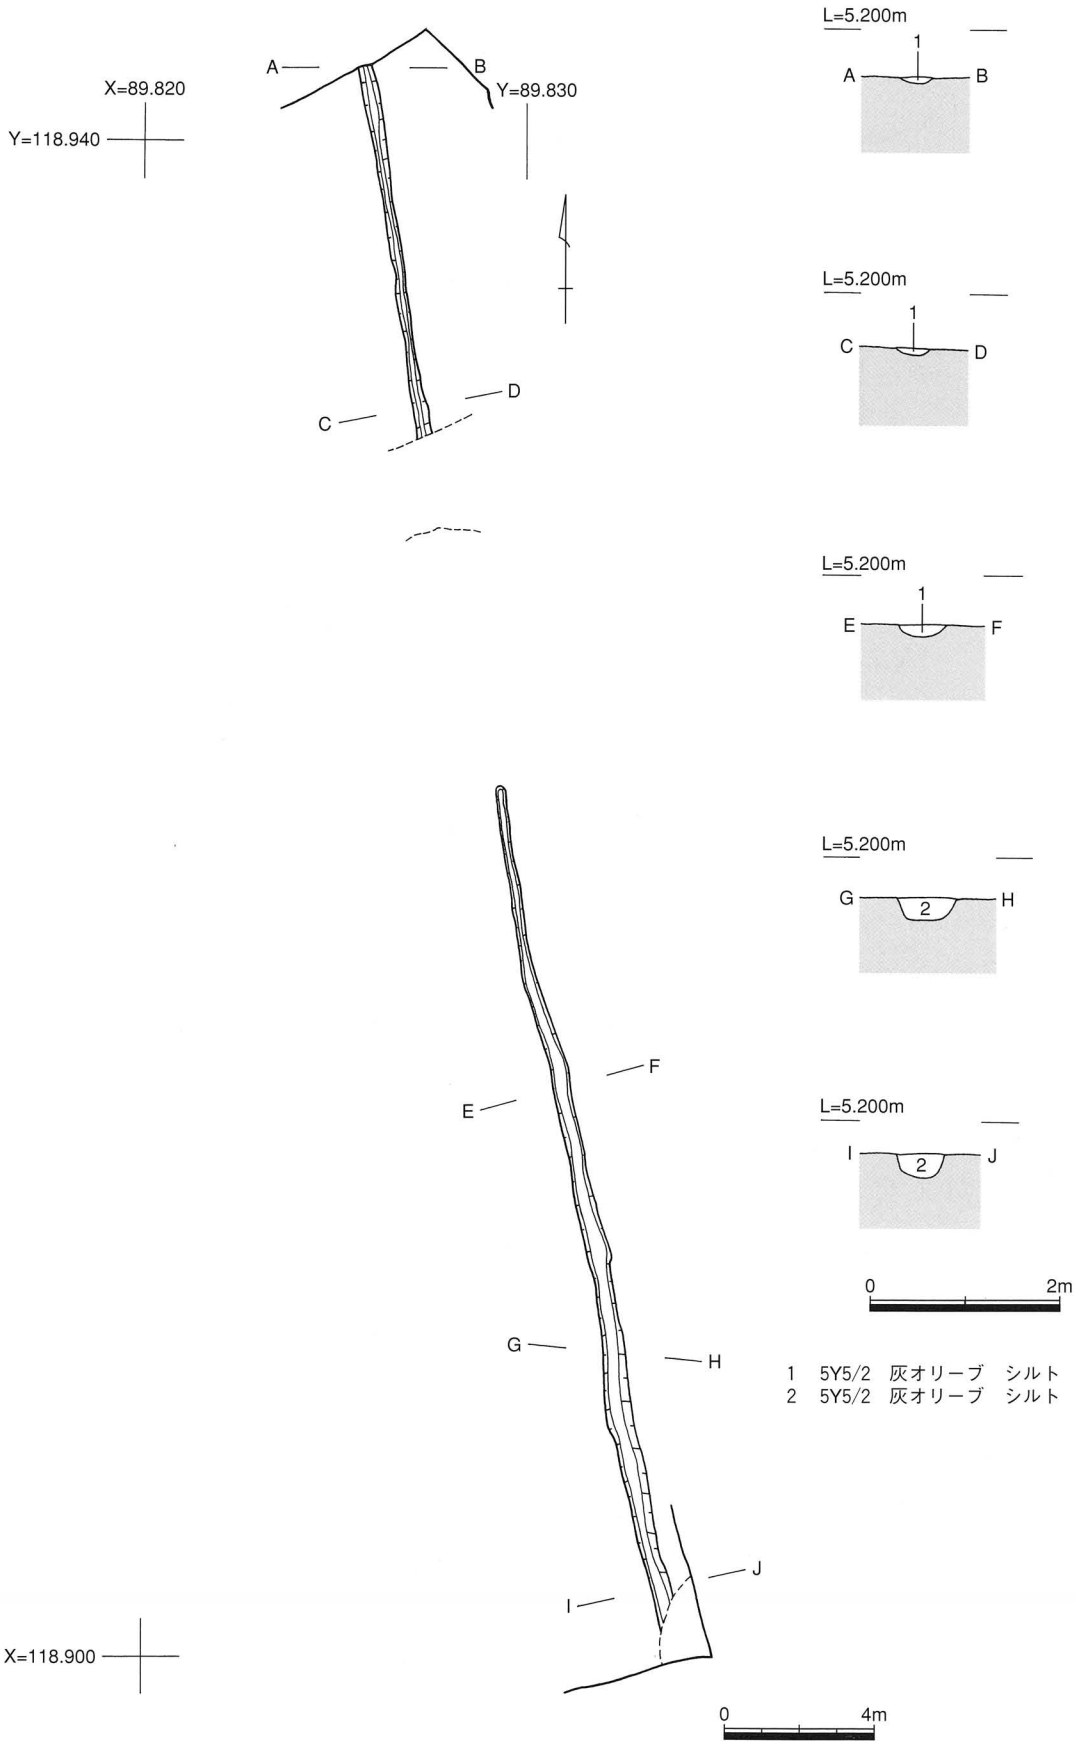 L=5.200m
1
A
B
A
B
X=89.820
Y=89.830
Y=118.940
L=5.200m
1
C
D
C
D
L=5.200m
1
E
F
L=5.200m
G
2
H
E
F
L=5.200m
I
2
J
0 2m
G
H
1 5Y5/2 灰オリーブ シルト
2 5Y5/2 灰オリーブ シルト
I
J
X=118.900
0 4m